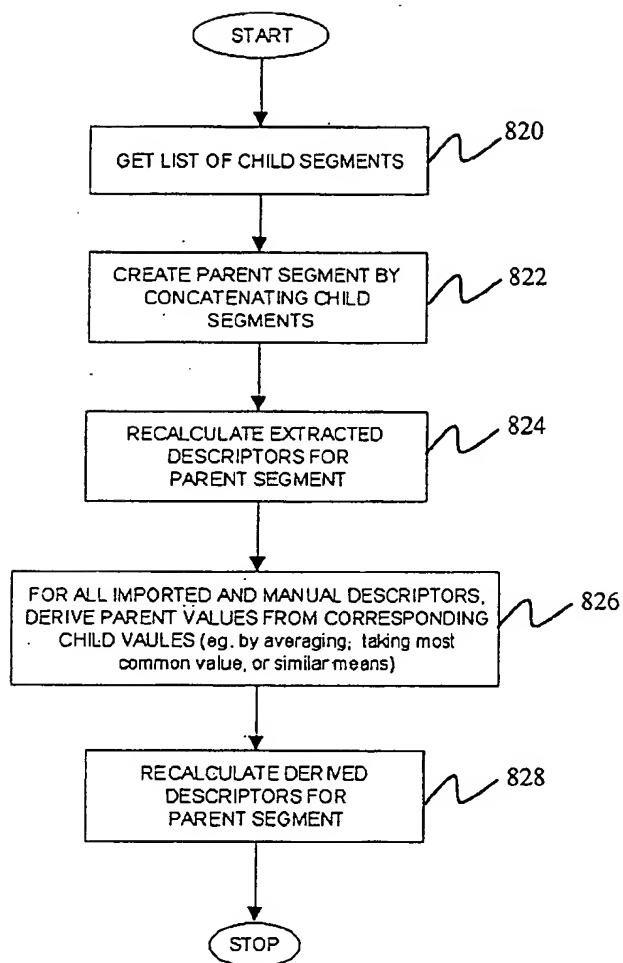 START
GET LIST OF CHILD SEGMENTS
820
CREATE PARENT SEGMENT BY
CONCATENATING CHILD
SEGMENTS
822
RECALCULATE EXTRACTED
DESCRIPTORS FOR
PARENT SEGMENT
824
FOR ALL IMPORTED AND MANUAL DESCRIPTORS,
DERIVE PARENT VALUES FROM CORRESPONDING
CHILD VAULES (eg. by averaging; taking most
common value, or similar means)
826
RECALCULATE DERIVED
DESCRIPTORS FOR
PARENT SEGMENT
828
STOP